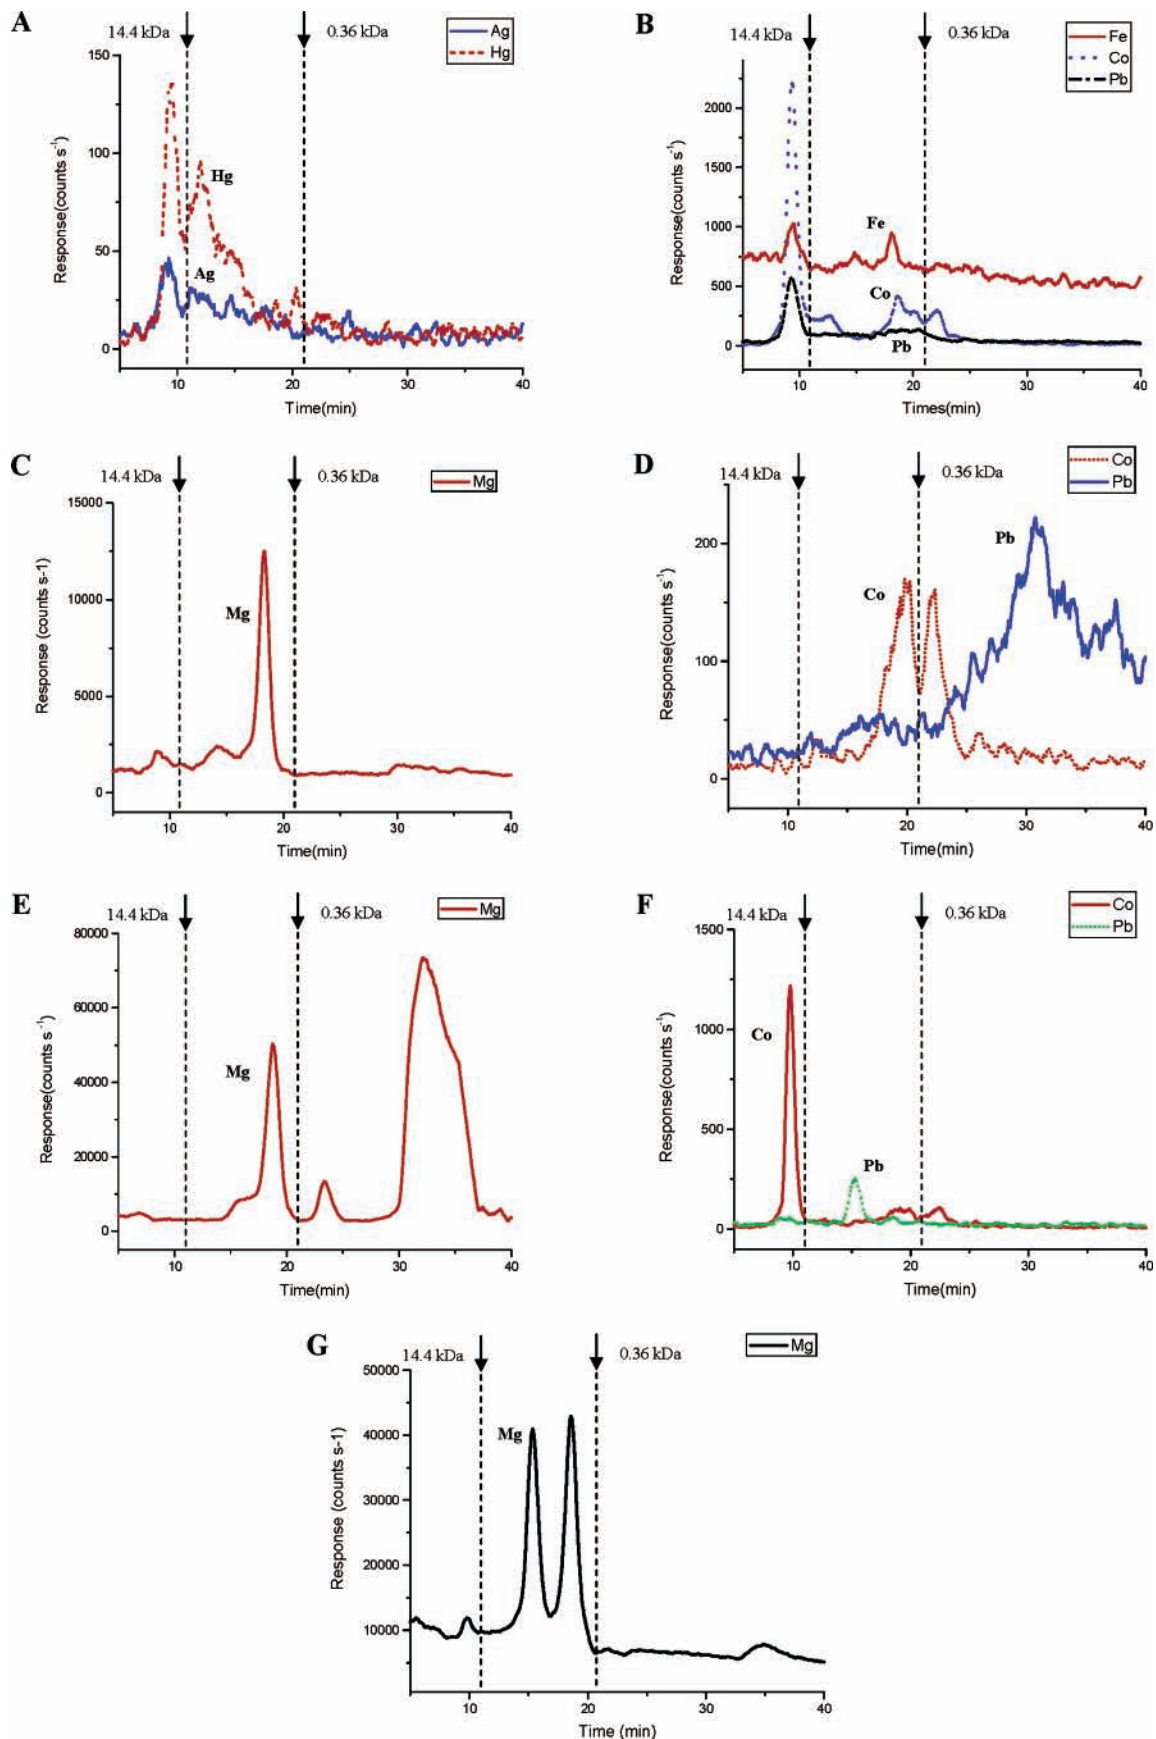 A
14.4 kDa
0.36 kDa
Ag
Hg
150
100
50
0
Response(counts s-1)
Hg
Ag
10
20
30
40
Time(min)
B
14.4 kDa
0.36 kDa
Fe
Co
Pb
2500
2000
1500
1000
500
0
Response(counts s-1)
Fe
Co
Pb
10
20
30
40
Times(min)
C
14.4 kDa
0.36 kDa
Mg
15000
10000
5000
0
Response (counts s-1)
Mg
10
20
30
40
Time(min)
D
14.4 kDa
0.36 kDa
Co
Pb
200
100
0
Response(counts s-1)
Co
Pb
10
20
30
40
Time(min)
E
14.4 kDa
0.36 kDa
Mg
80000
60000
40000
20000
0
Response(counts s-1)
Mg
10
20
30
40
Time(min)
F
14.4 kDa
0.36 kDa
Co
Pb
1500
1000
500
250
0
Response(counts s-1)
Co
Pb
10
20
30
40
Time(min)
G
14.4 kDa
0.36 kDa
Mg
50000
40000
30000
20000
10000
Response (counts s-1)
Mg
10
20
30
40
Time (min)